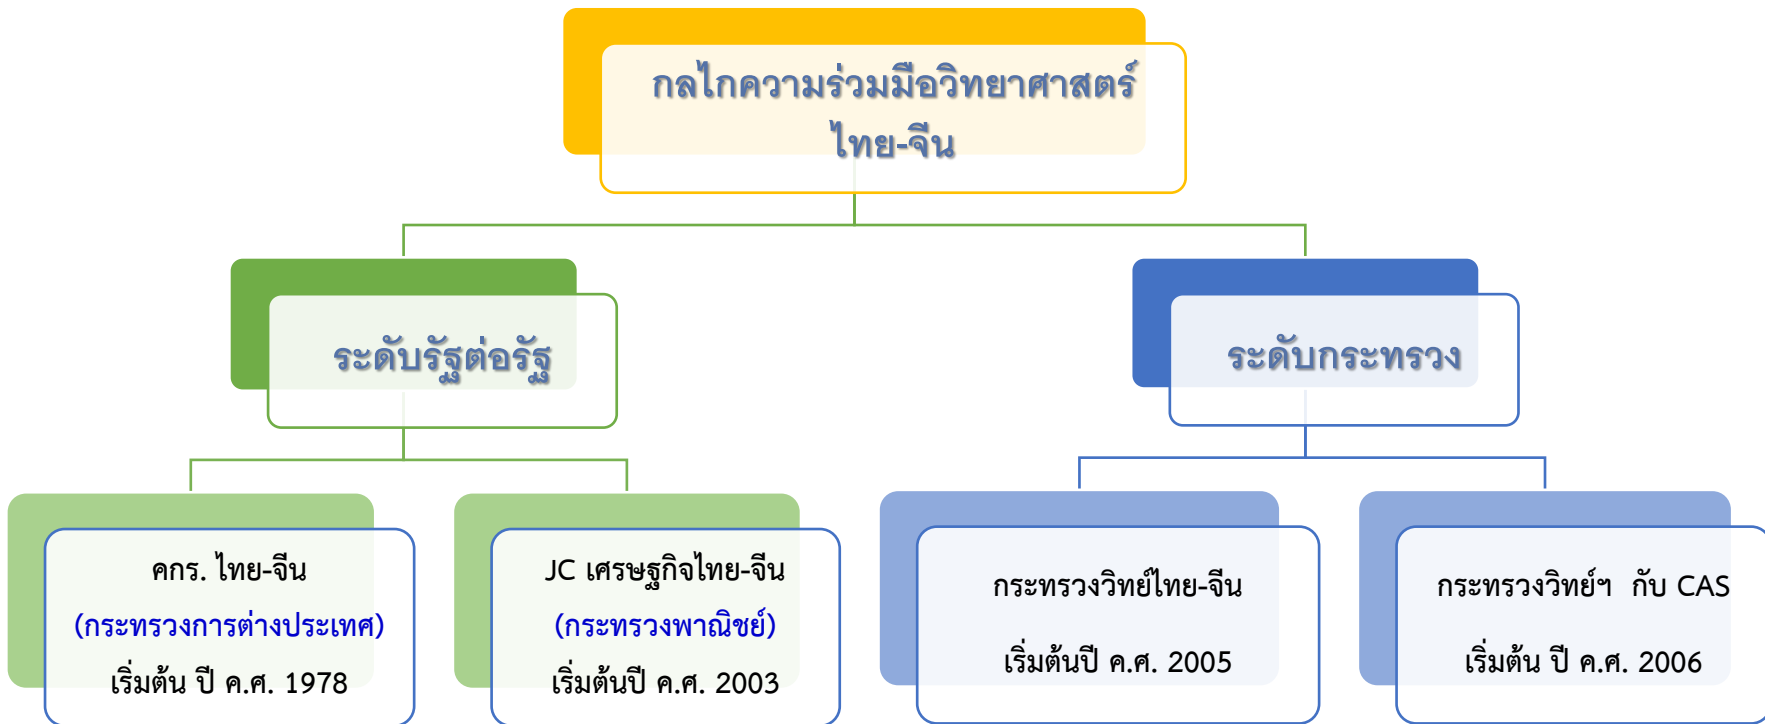 กลไกความร่วมมือวิทยาศาสตร์
ไทย-จีน
ระดับรัฐต่อรัฐ
ระดับกระทรวง
คกร. ไทย-จีน
(กระทรวงการต่างประเทศ)
เริ่มต้น ปี ค.ศ. 1978
JC เศรษฐกิจไทย-จีน
(กระทรวงพาณิชย์)
เริ่มต้นปี ค.ศ. 2003
กระทรวงวิทย์ไทย-จีน
เริ่มต้นปี ค.ศ. 2005
กระทรวงวิทย์ฯ กับ CAS
เริ่มต้น ปี ค.ศ. 2006